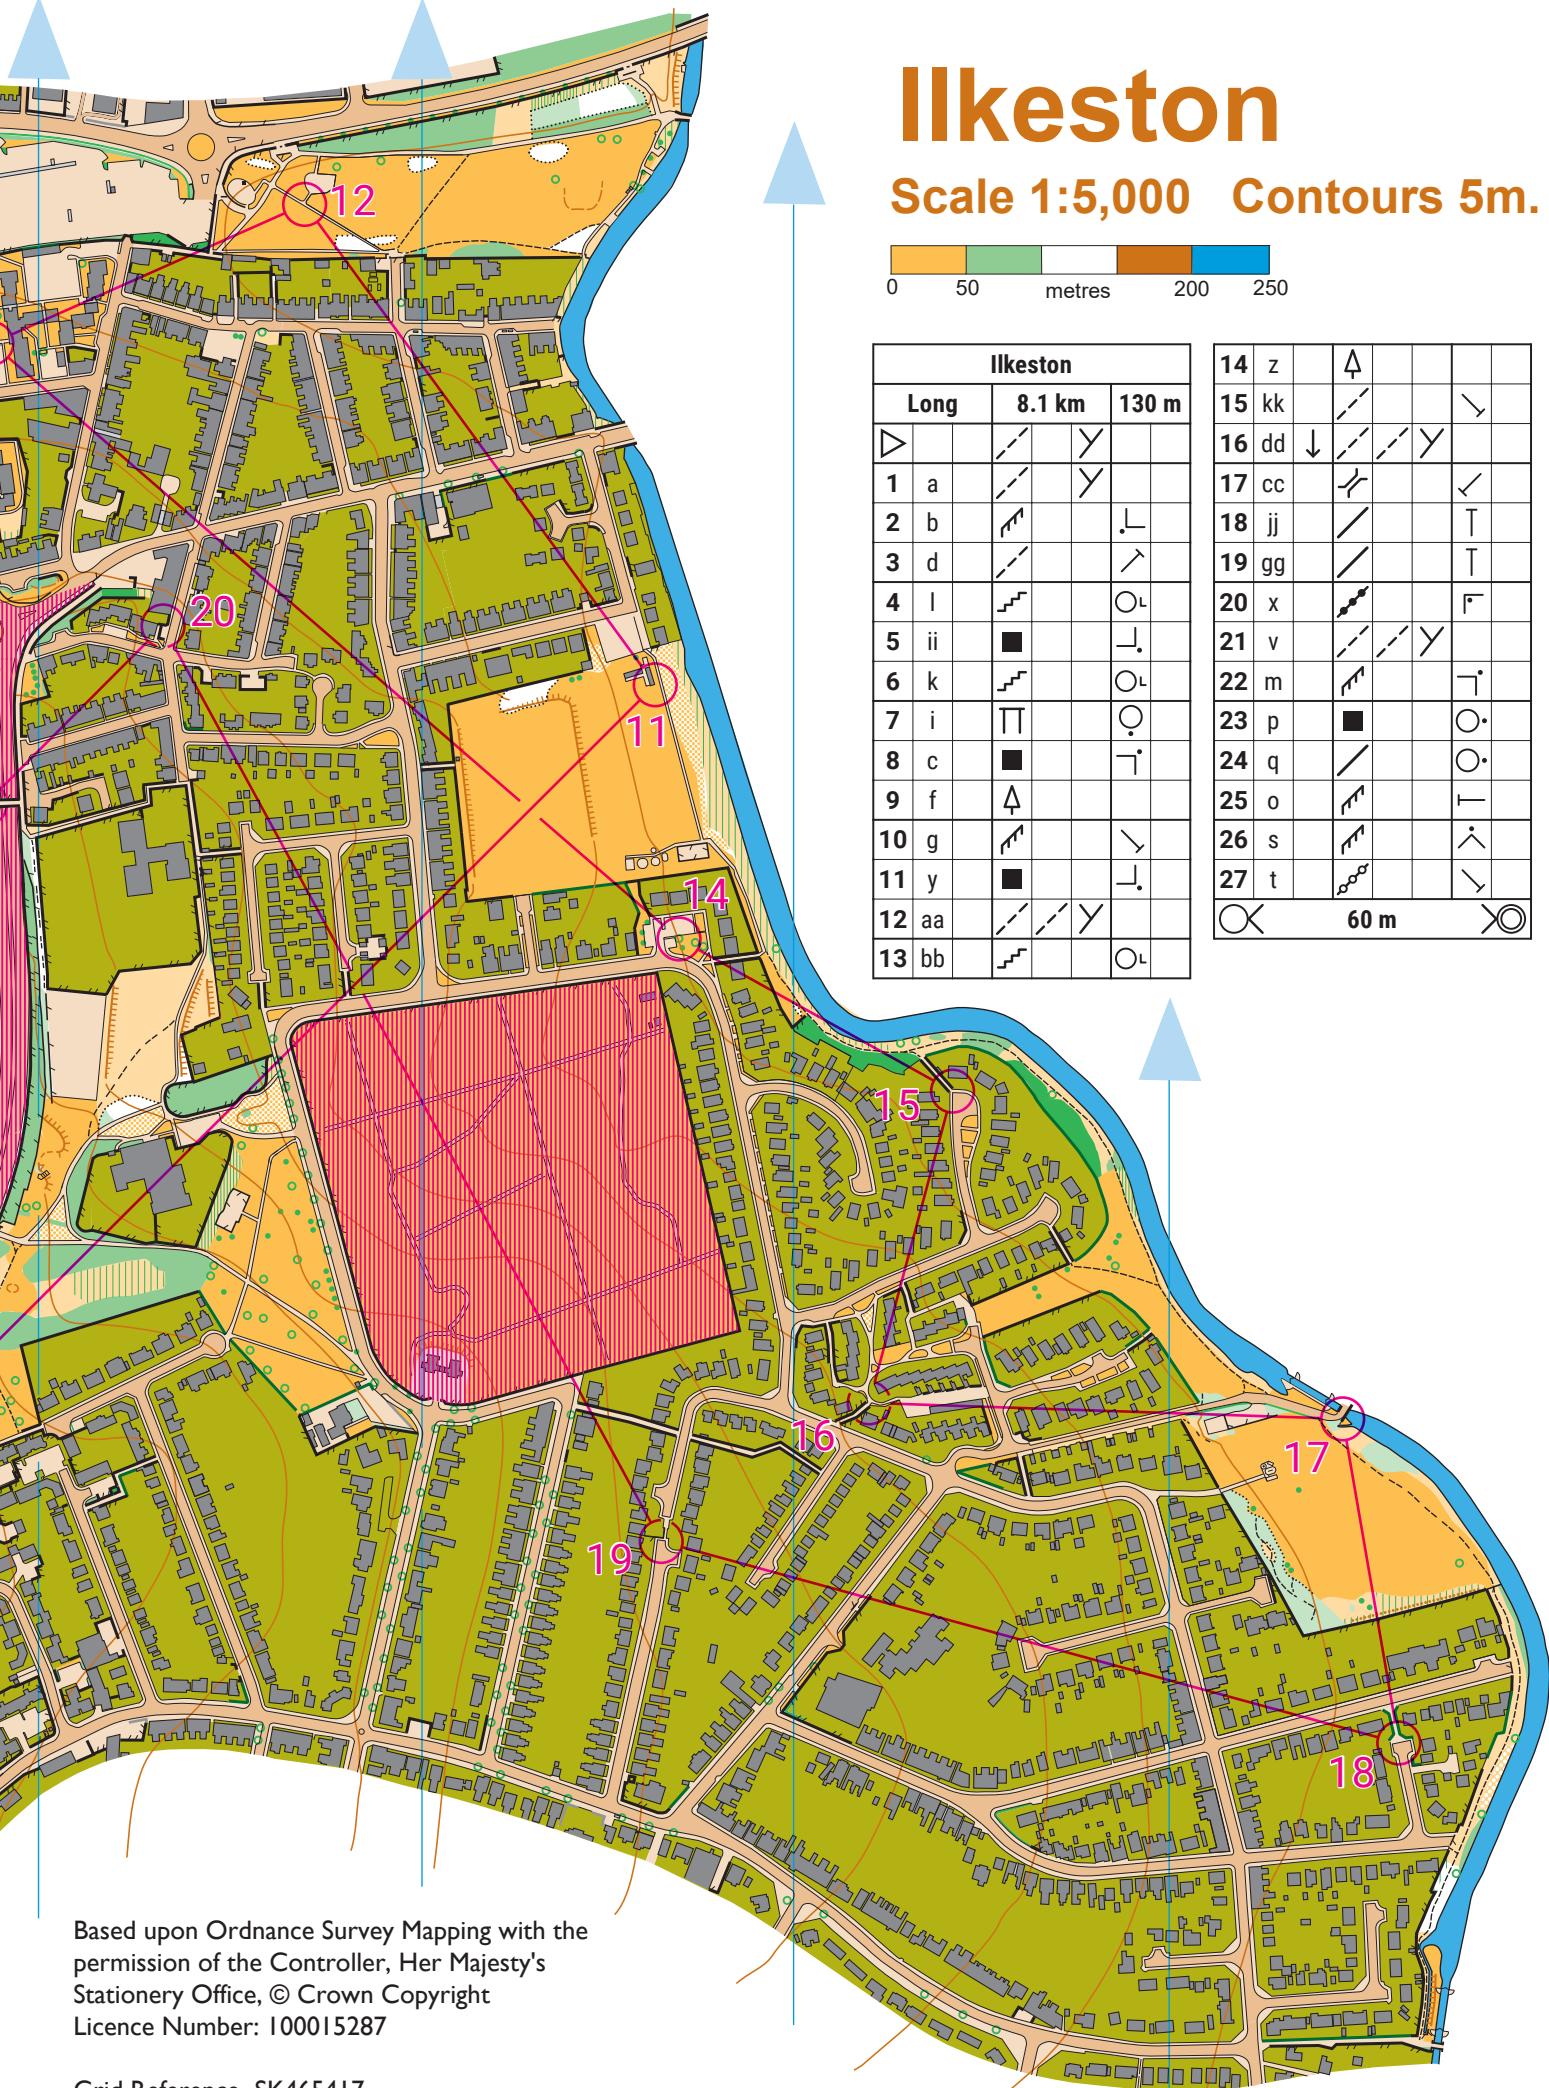 Ilkeston
Scale 1:5,000 Contours 5m.
0 50 metres 200 250
Ilkeston
Long 8.1 km 130 m
1 a
2 b
3 d
4 l
5 ii
6 k
7 i
8 c
9 f
10 g
11 y
12 aa
13 bb
14 z
15 kk
16 dd
17 cc
18 jj
19 gg
20 x
21 v
22 m
23 p
24 q
25 o
26 s
27 t
60 m
12
20
11
14
15
16
17
19
18
Based upon Ordnance Survey Mapping with the
permission of the Controller, Her Majesty's
Stationery Office, © Crown Copyright
Licence Number: 100015287
Grid Reference SK465417